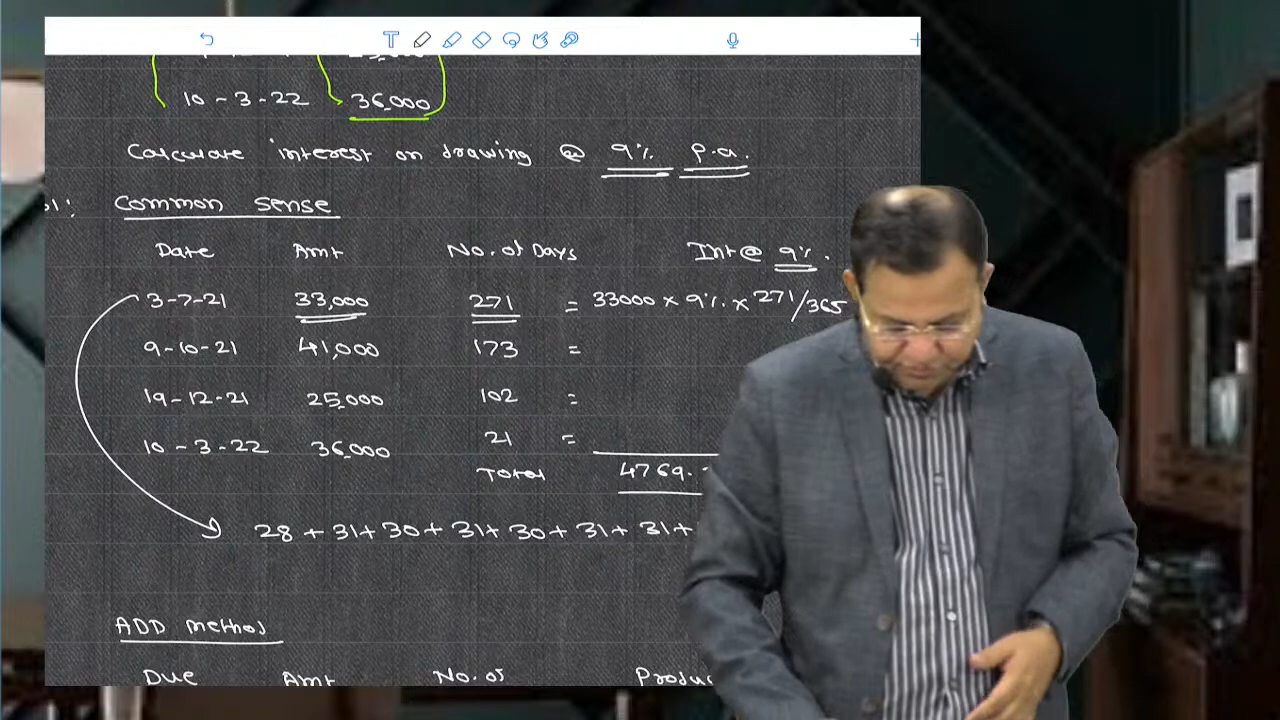 10 - 3 - 22 36,000
Calculate interest on drawing @ 9% p.a.
Common sense
Date Amt No. of Days Int @ 9%.
3-7-21 33,000 271 = 33000 x 9% x 271/365
9-10-21 41,000 173 =
19-12-21 25,000 102 =
10 - 3 - 22 36,000 21 =
Total 4769.
28 + 31 + 30 + 31 + 30 + 31 + 31 +
ADD method
Due Amt No. of Produc